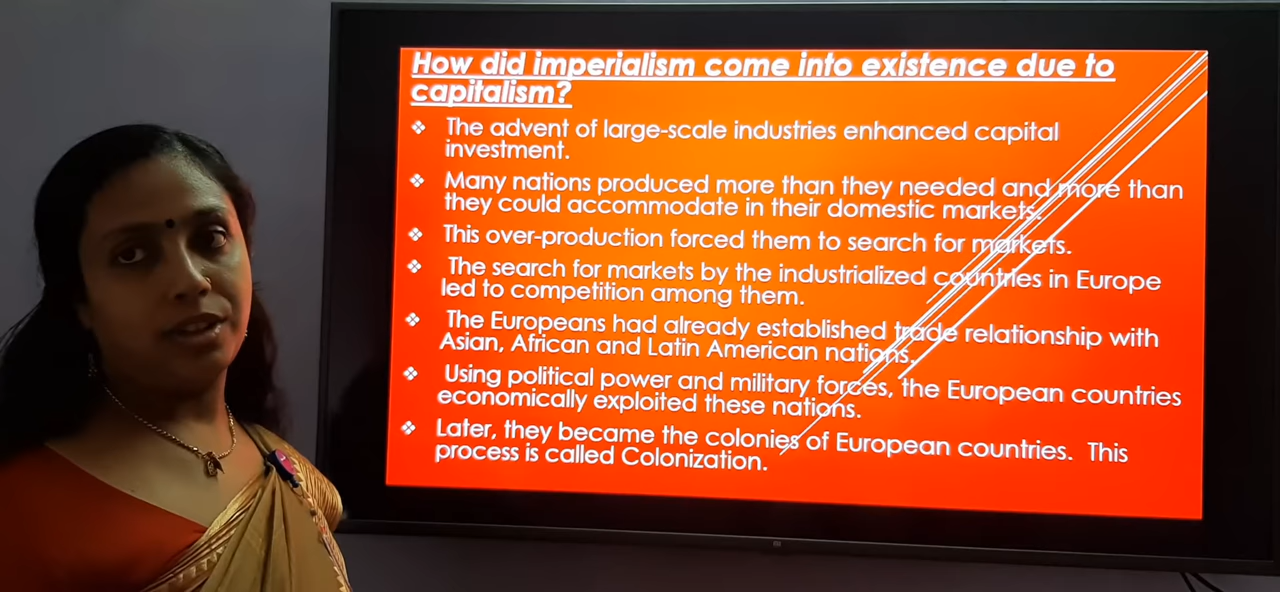 How did imperialism come into existence due to
capitalism?
❖ The advent of large-scale industries enhanced capital
investment.
❖ Many nations produced more than they needed and more than
they could accommodate in their domestic markets.
❖ This over-production forced them to search for markets.
❖ The search for markets by the industrialized countries in Europe
led to competition among them.
❖ The Europeans had already established trade relationship with
Asian, African and Latin American nations.
❖ Using political power and military forces, the European countries
economically exploited these nations.
❖ Later, they became the colonies of European countries. This
process is called Colonization.